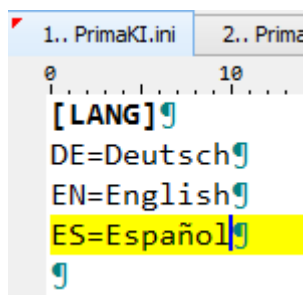 1.. PrimaKI.ini 2.. Prima
0 10
[LANG]¶
DE=Deutsch¶
EN=English¶
ES=Español¶
¶